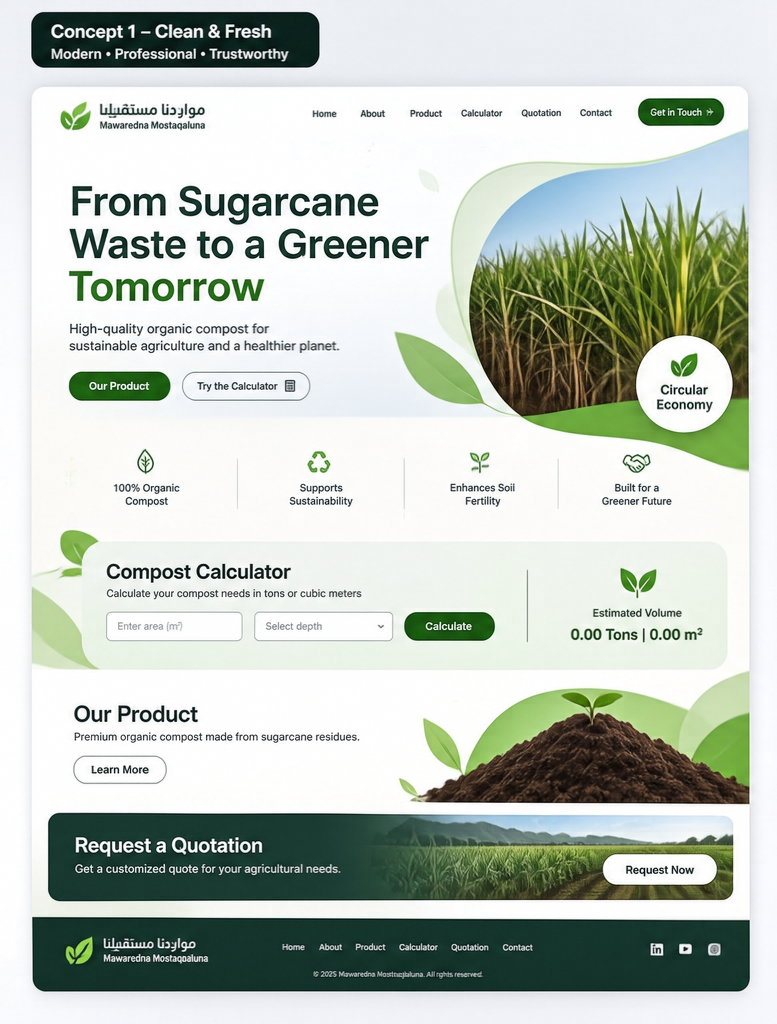 Concept 1 – Clean & Fresh
Modern • Professional • Trustworthy
مواردنا مستقبلنا
Mawaredna Mostaqaluna
Home
About
Product
Calculator
Quotation
Contact
Get in Touch
From Sugarcane
Waste to a Greener
Tomorrow
High-quality organic compost for
sustainable agriculture and a healthier planet.
Our Product
Try the Calculator
Circular
Economy
100% Organic
Compost
Supports
Sustainability
Enhances Soil
Fertility
Built for a
Greener Future
Compost Calculator
Calculate your compost needs in tons or cubic meters
Enter area (m²)
Select depth
Calculate
Estimated Volume
0.00 Tons | 0.00 m²
Our Product
Premium organic compost made from sugarcane residues.
Learn More
Request a Quotation
Get a customized quote for your agricultural needs.
Request Now
مواردنا مستقبلنا
Mawaredna Mostaqpaluna
Home
About
Product
Calculator
Quotation
Contact
© 2025 Mawaredna All rights reserved.